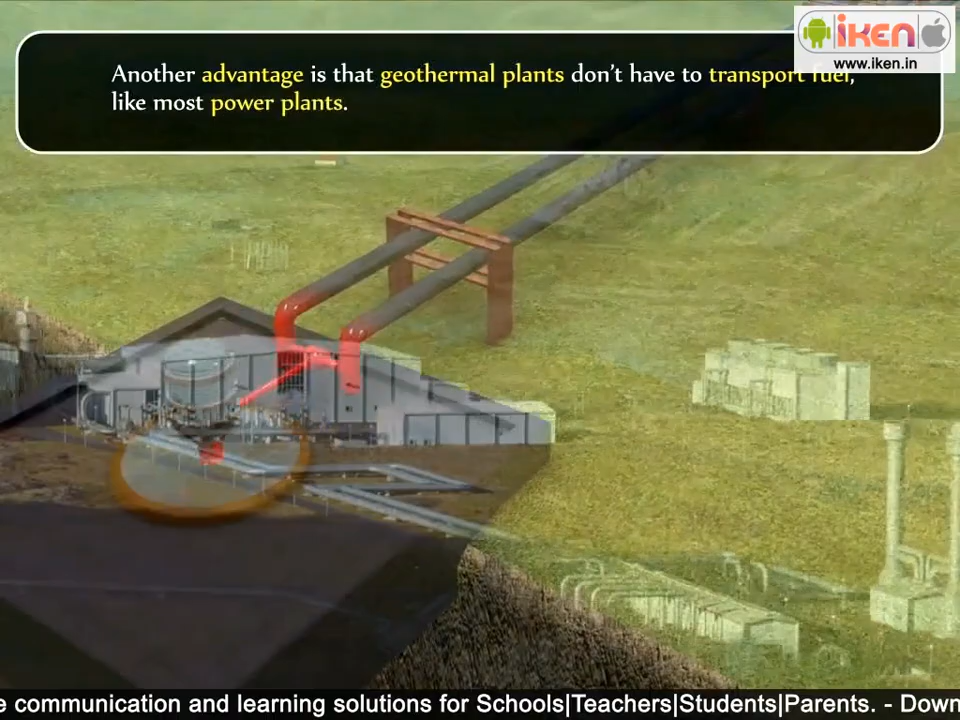 iken
www.iken.in
Another advantage is that geothermal plants don't have to transport fuel,
like most power plants.
e communication and learning solutions for Schools|Teachers|Students|Parents. - Down